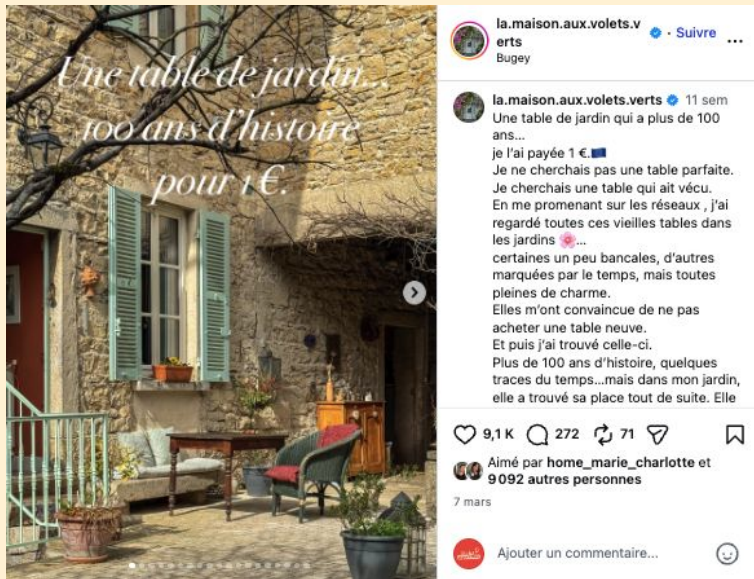 Une table de jardin...
100 ans d'histoire
pour 1 €.
la.maison.aux.volets.v
erts
· Suivre
Bugey
la.maison.aux.volets.verts 11 sem
Une table de jardin qui a plus de 100
ans...
je l'ai payée 1 €.
Je ne cherchais pas une table parfaite.
Je cherchais une table qui ait vécu.
En me promenant sur les réseaux , j'ai
regardé toutes ces vieilles tables dans
les jardins 🌸...
certaines un peu bancales, d'autres
marquées par le temps, mais toutes
pleines de charme.
Elles m'ont convaincue de ne pas
acheter une table neuve.
Et puis j'ai trouvé celle-ci.
Plus de 100 ans d'histoire, quelques
traces du temps...mais dans mon jardin,
elle a trouvé sa place tout de suite. Elle
9,1 K 272 71
Aimé par home_marie_charlotte et
9 092 autres personnes
7 mars
Ajouter un commentaire...